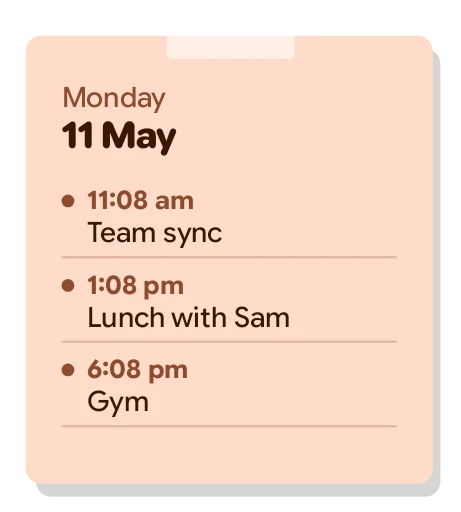 Monday
11 May
11:08 am
Team sync
1:08 pm
Lunch with Sam
6:08 pm
Gym